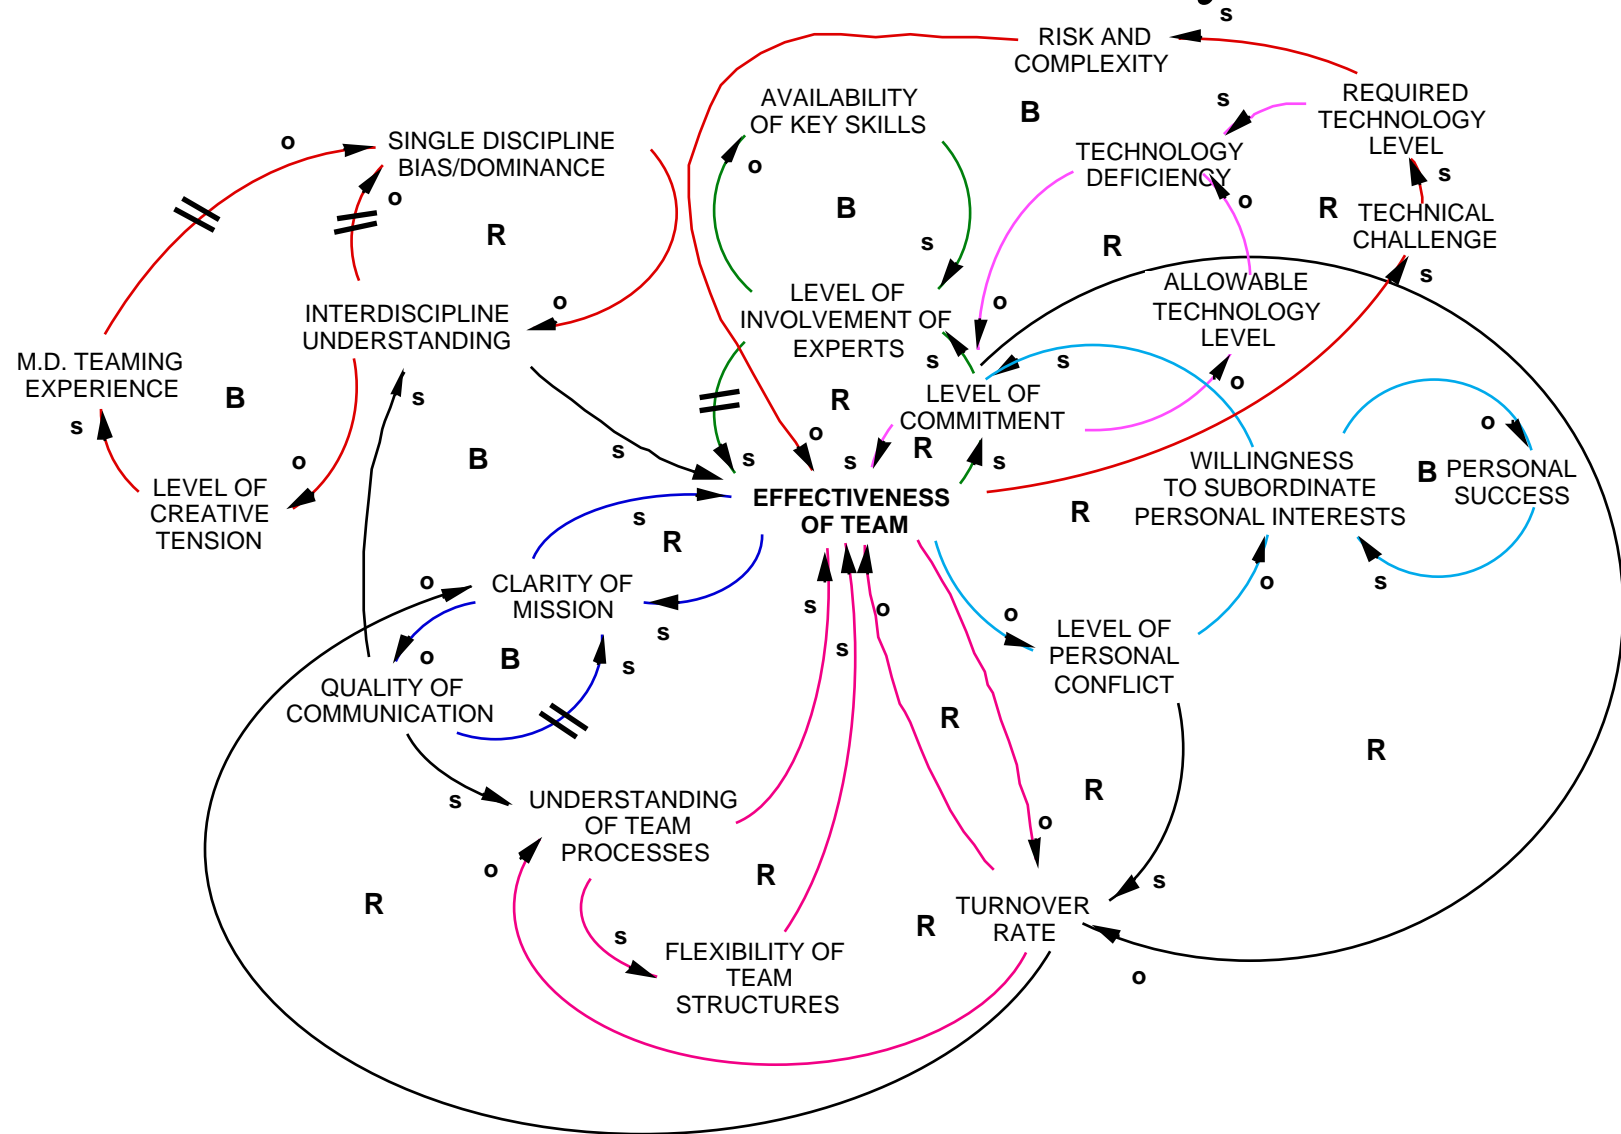 s
RISK AND
COMPLEXITY
AVAILABILITY
OF KEY SKILLS
o
B
s
REQUIRED
TECHNOLOGY
LEVEL
s
TECHNOLOGY
DEFICIENCY
o
R
TECHNICAL
CHALLENGE
s
o
SINGLE DISCIPLINE
BIAS/DOMINANCE
o
R
B
s
R
ALLOWABLE
TECHNOLOGY
LEVEL
o
LEVEL OF
INVOLVEMENT OF
EXPERTS
s
o
s
INTERDISCIPLINE
UNDERSTANDING
o
M.D. TEAMING
EXPERIENCE
s
B
s
o
LEVEL OF
CREATIVE
TENSION
B
s
R
LEVEL OF
COMMITMENT
R
s
o
s
s
EFFECTIVENESS
OF TEAM
R
WILLINGNESS
TO SUBORDINATE
PERSONAL INTERESTS
o
B
PERSONAL
SUCCESS
s
o
s
R
o
CLARITY OF
MISSION
s
o
B
s
QUALITY OF
COMMUNICATION
s
s
o
o
LEVEL OF
PERSONAL
CONFLICT
R
R
R
s
UNDERSTANDING
OF TEAM
PROCESSES
o
o
R
s
R
s
FLEXIBILITY OF
TEAM
STRUCTURES
R
TURNOVER
RATE
o